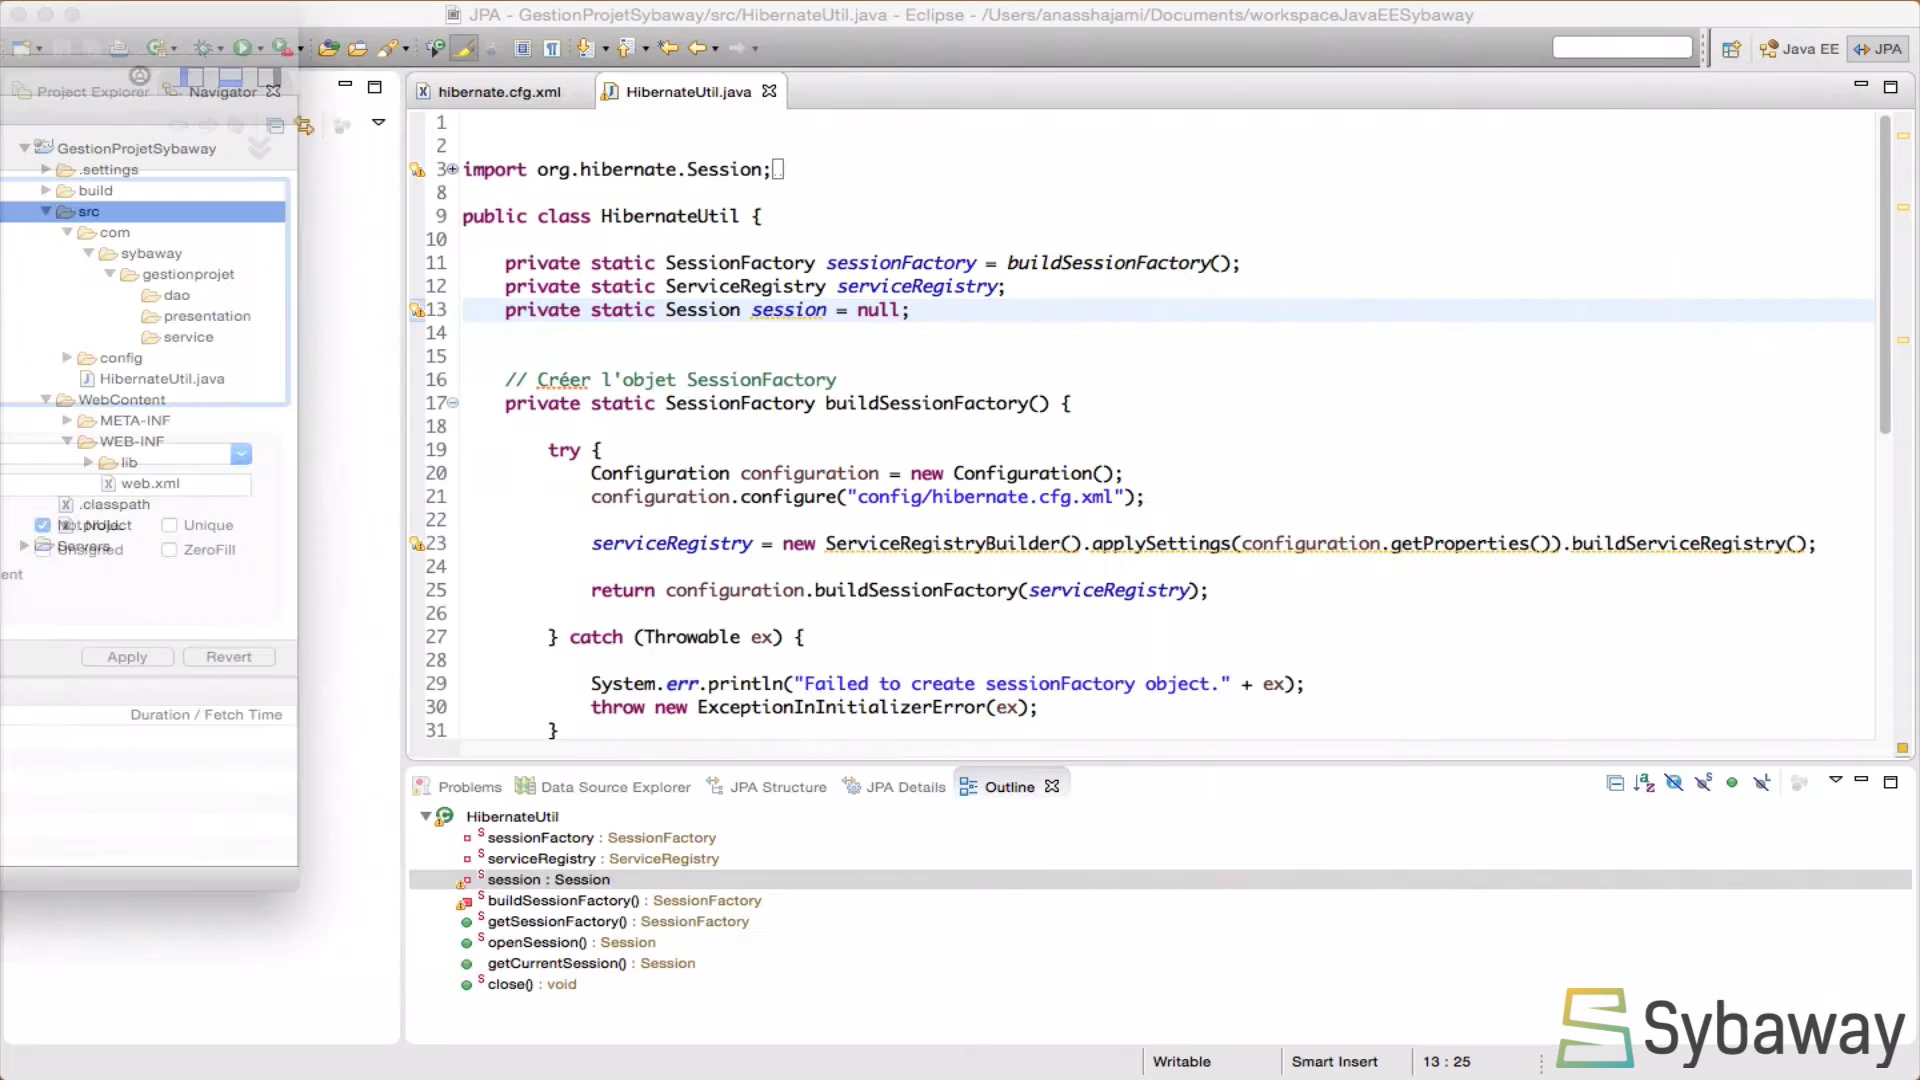 JPA - GestionProjetSybaway/src/HibernateUtil.java - Eclipse - /Users/anasshajami/Documents/workspaceJavaEESybaway
Java EE
JPA
Project Explorer
Navigator
GestionProjetSybaway
.settings
build
src
com
sybaway
gestionprojet
dao
presentation
service
config
HibernateUtil.java
WebContent
META-INF
WEB-INF
lib
web.xml
.classpath
.project
Unique
Servers
Unsigned
ZeroFill
ent
Apply
Revert
Duration / Fetch Time
hibernate.cfg.xml
HibernateUtil.java
1
2
3 import org.hibernate.Session;
8
9 public class HibernateUtil {
10
11 private static SessionFactory sessionFactory = buildSessionFactory();
12 private static ServiceRegistry serviceRegistry;
13 private static Session session = null;
14
15
16 // Créer l'objet SessionFactory
17 private static SessionFactory buildSessionFactory() {
18
19 try {
20 Configuration configuration = new Configuration();
21 configuration.configure("config/hibernate.cfg.xml");
22
23 serviceRegistry = new ServiceRegistryBuilder().applySettings(configuration.getProperties()).buildServiceRegistry();
24
25 return configuration.buildSessionFactory(serviceRegistry);
26
27 } catch (Throwable ex) {
28
29 System.err.println("Failed to create sessionFactory object." + ex);
30 throw new ExceptionInInitializerError(ex);
31 }
Problems
Data Source Explorer
JPA Structure
JPA Details
Outline
HibernateUtil
sessionFactory : SessionFactory
serviceRegistry : ServiceRegistry
session : Session
buildSessionFactory() : SessionFactory
getSessionFactory() : SessionFactory
openSession() : Session
getCurrentSession() : Session
close() : void
Writable
Smart Insert
13 : 25
Sybaway